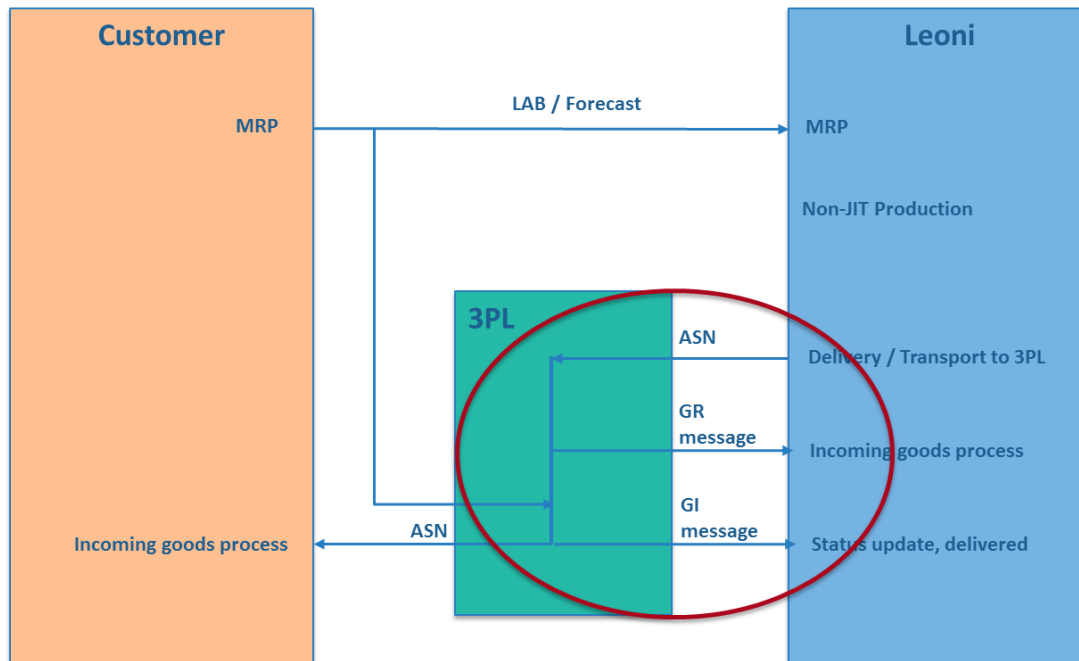 Customer
Leoni
LAB / Forecast
MRP
MRP
Non-JIT Production
3PL
ASN
Delivery / Transport to 3PL
GR
message
Incoming goods process
GI
message
ASN
Incoming goods process
Status update, delivered